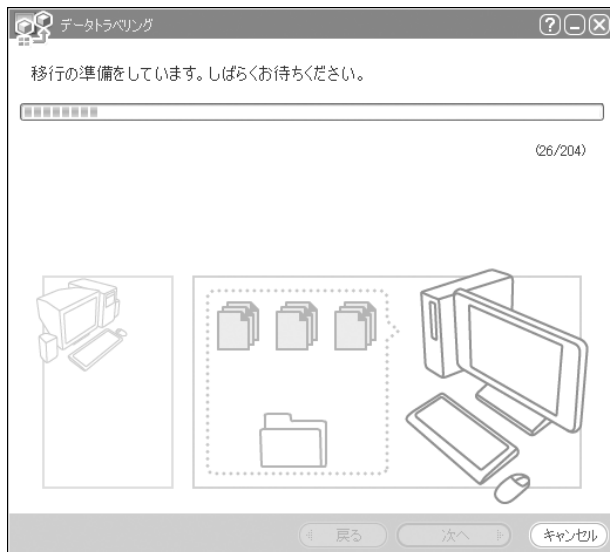 データトラベリング
移行の準備をしています。しばらくお待ちください。
(26/204)
戻る
次へ
キャンセル